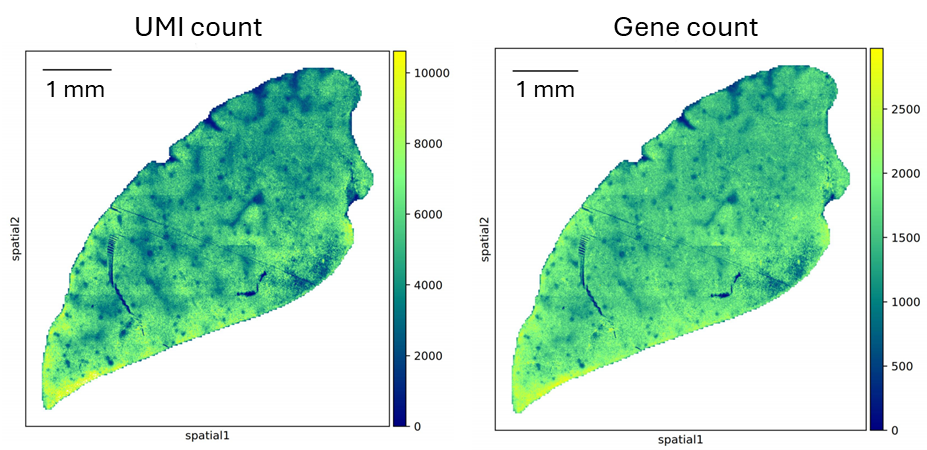 UMI count
1 mm
spatial2
spatial1
10000
8000
6000
4000
2000
0
Gene count
1 mm
spatial2
spatial1
2500
2000
1500
1000
500
0